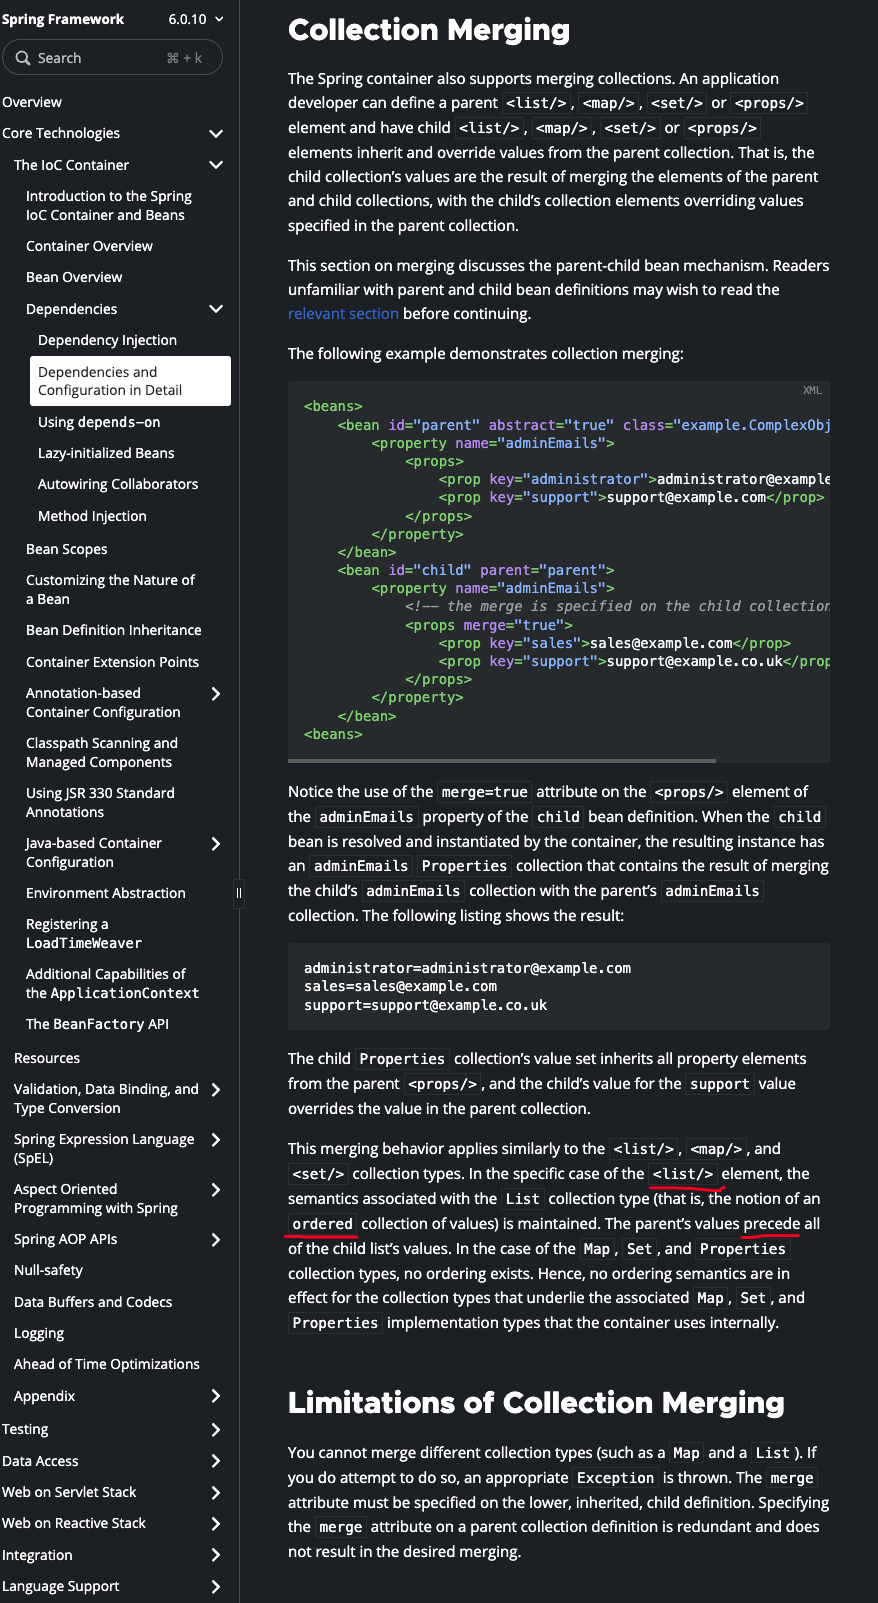 Spring Framework 6.0.10
Search ⌘ + k
Overview
Core Technologies
The IoC Container
Introduction to the Spring
IoC Container and Beans
Container Overview
Bean Overview
Dependencies
Dependency Injection
Dependencies and
Configuration in Detail
Using depends-on
Lazy-initialized Beans
Autowiring Collaborators
Method Injection
Bean Scopes
Customizing the Nature of
a Bean
Bean Definition Inheritance
Container Extension Points
Annotation-based
Container Configuration
Classpath Scanning and
Managed Components
Using JSR 330 Standard
Annotations
Java-based Container
Configuration
Environment Abstraction
Registering a
LoadTimeWeaver
Additional Capabilities of
the ApplicationContext
The BeanFactory API
Resources
Validation, Data Binding, and
Type Conversion
Spring Expression Language
(SpEL)
Aspect Oriented
Programming with Spring
Spring AOP APIs
Null-safety
Data Buffers and Codecs
Logging
Ahead of Time Optimizations
Appendix
Testing
Data Access
Web on Servlet Stack
Web on Reactive Stack
Integration
Language Support
Collection Merging
The Spring container also supports merging collections. An application
developer can define a parent <list/>, <map/>, <set/> or <props/>
element and have child <list/>, <map/>, <set/> or <props/>
elements inherit and override values from the parent collection. That is, the
child collection's values are the result of merging the elements of the parent
and child collections, with the child's collection elements overriding values
specified in the parent collection.
This section on merging discusses the parent-child bean mechanism. Readers
unfamiliar with parent and child bean definitions may wish to read the
relevant section before continuing.
The following example demonstrates collection merging:
XML
<beans>
<bean id="parent" abstract="true" class="example.ComplexObj
<property name="adminEmails">
<props>
<prop key="administrator">administrator@example
<prop key="support">support@example.com</prop>
</props>
</property>
</bean>
<bean id="child" parent="parent">
<property name="adminEmails">
<!-- the merge is specified on the child collection
<props merge="true">
<prop key="sales">sales@example.com</prop>
<prop key="support">support@example.co.uk</prop
</props>
</property>
</bean>
<beans>
Notice the use of the merge=true attribute on the <props/> element of
the adminEmails property of the child bean definition. When the child
bean is resolved and instantiated by the container, the resulting instance has
an adminEmails Properties collection that contains the result of merging
the child's adminEmails collection with the parent's adminEmails
collection. The following listing shows the result:
administrator=administrator@example.com
sales=sales@example.com
support=support@example.co.uk
The child Properties collection's value set inherits all property elements
from the parent <props/>, and the child's value for the support value
overrides the value in the parent collection.
This merging behavior applies similarly to the <list/>, <map/>, and
<set/> collection types. In the specific case of the <list/> element, the
semantics associated with the List collection type (that is, the notion of an
ordered collection of values) is maintained. The parent's values precede all
of the child list's values. In the case of the Map, Set, and Properties
collection types, no ordering exists. Hence, no ordering semantics are in
effect for the collection types that underlie the associated Map, Set, and
Properties implementation types that the container uses internally.
Limitations of Collection Merging
You cannot merge different collection types (such as a Map and a List). If
you do attempt to do so, an appropriate Exception is thrown. The merge
attribute must be specified on the lower, inherited, child definition. Specifying
the merge attribute on a parent collection definition is redundant and does
not result in the desired merging.